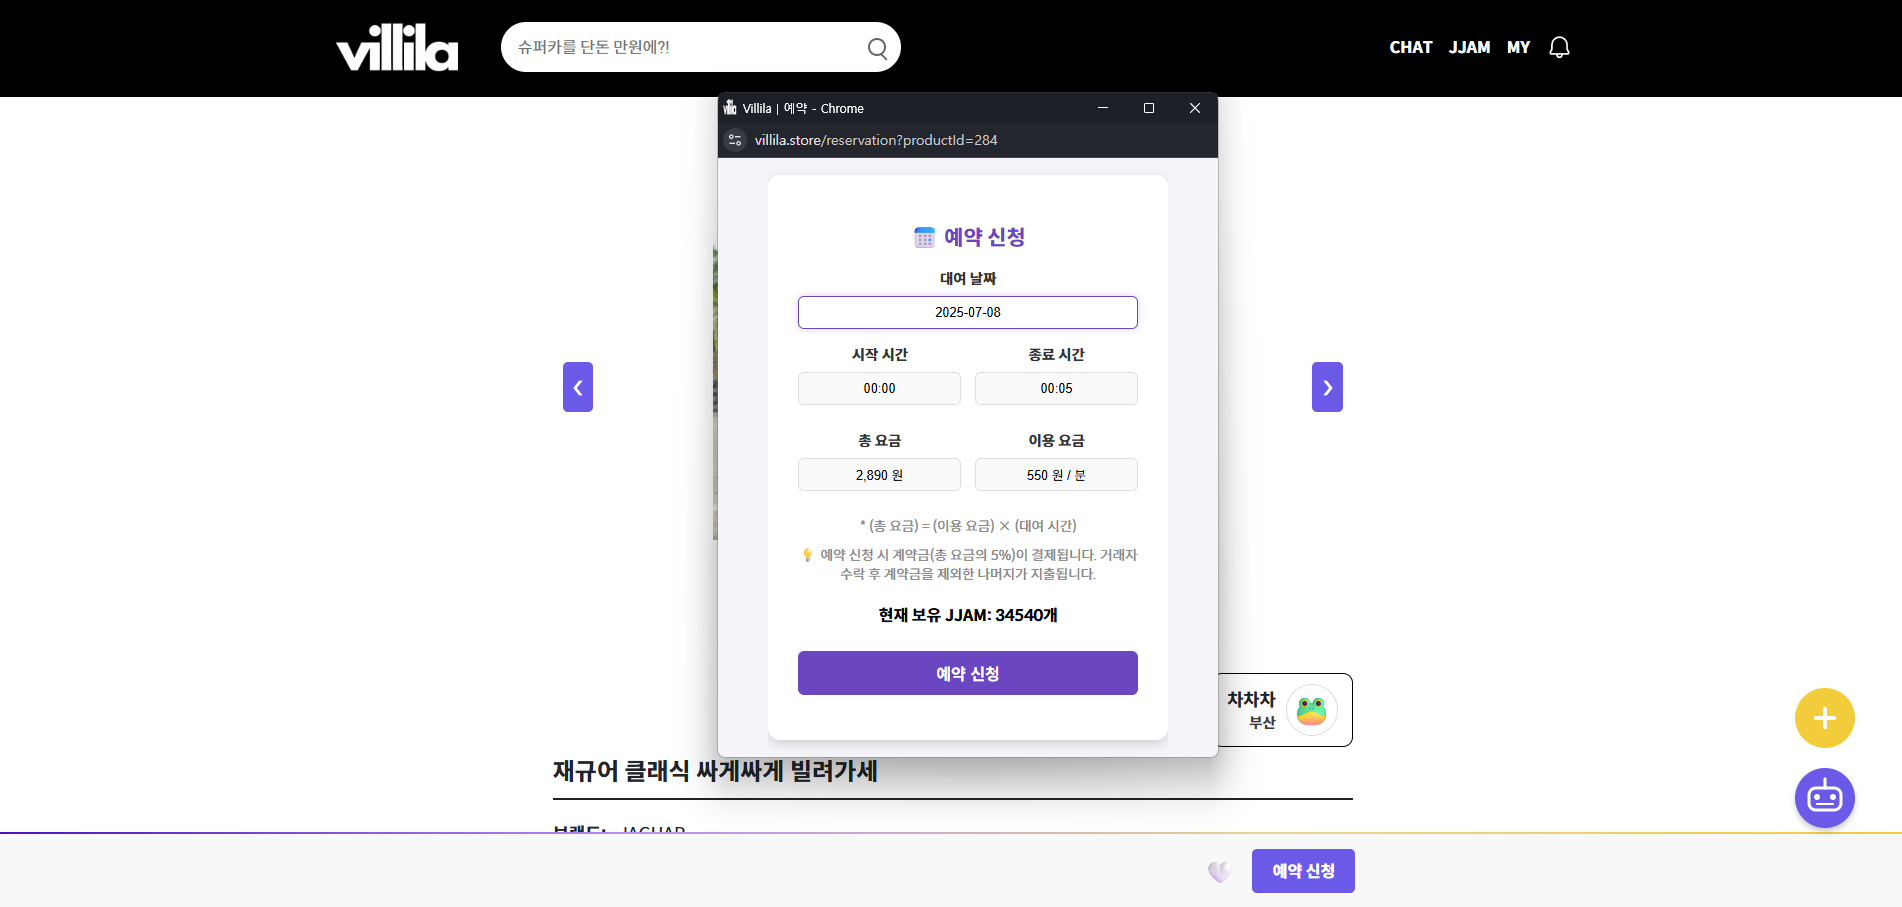 villila
슈퍼카를 단돈 만원에?!
CHAT JJAM MY
Villila | 예약 - Chrome
villila.store/reservation?productId=284
예약 신청
대여 날짜
2025-07-08
시작 시간 종료 시간
00:00 00:05
총 요금 이용 요금
2,890 원 550 원 / 분
* (총 요금) = (이용 요금) × (대여 시간)
예약 신청 시 계약금(총 요금의 5%)이 결제됩니다. 거래자
수락 후 계약금을 제외한 나머지가 지출됩니다.
현재 보유 JJAM: 34540개
예약 신청
차차차
부산
재규어 클래식 싸게싸게 빌려가세
브랜드: JAGUAR
예약 신청